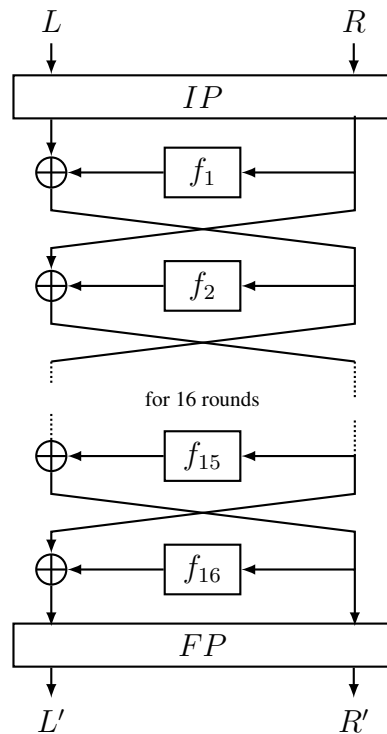 L R
IP
f₁
f₂
for 16 rounds
f₁₅
f₁₆
FP
L' R'